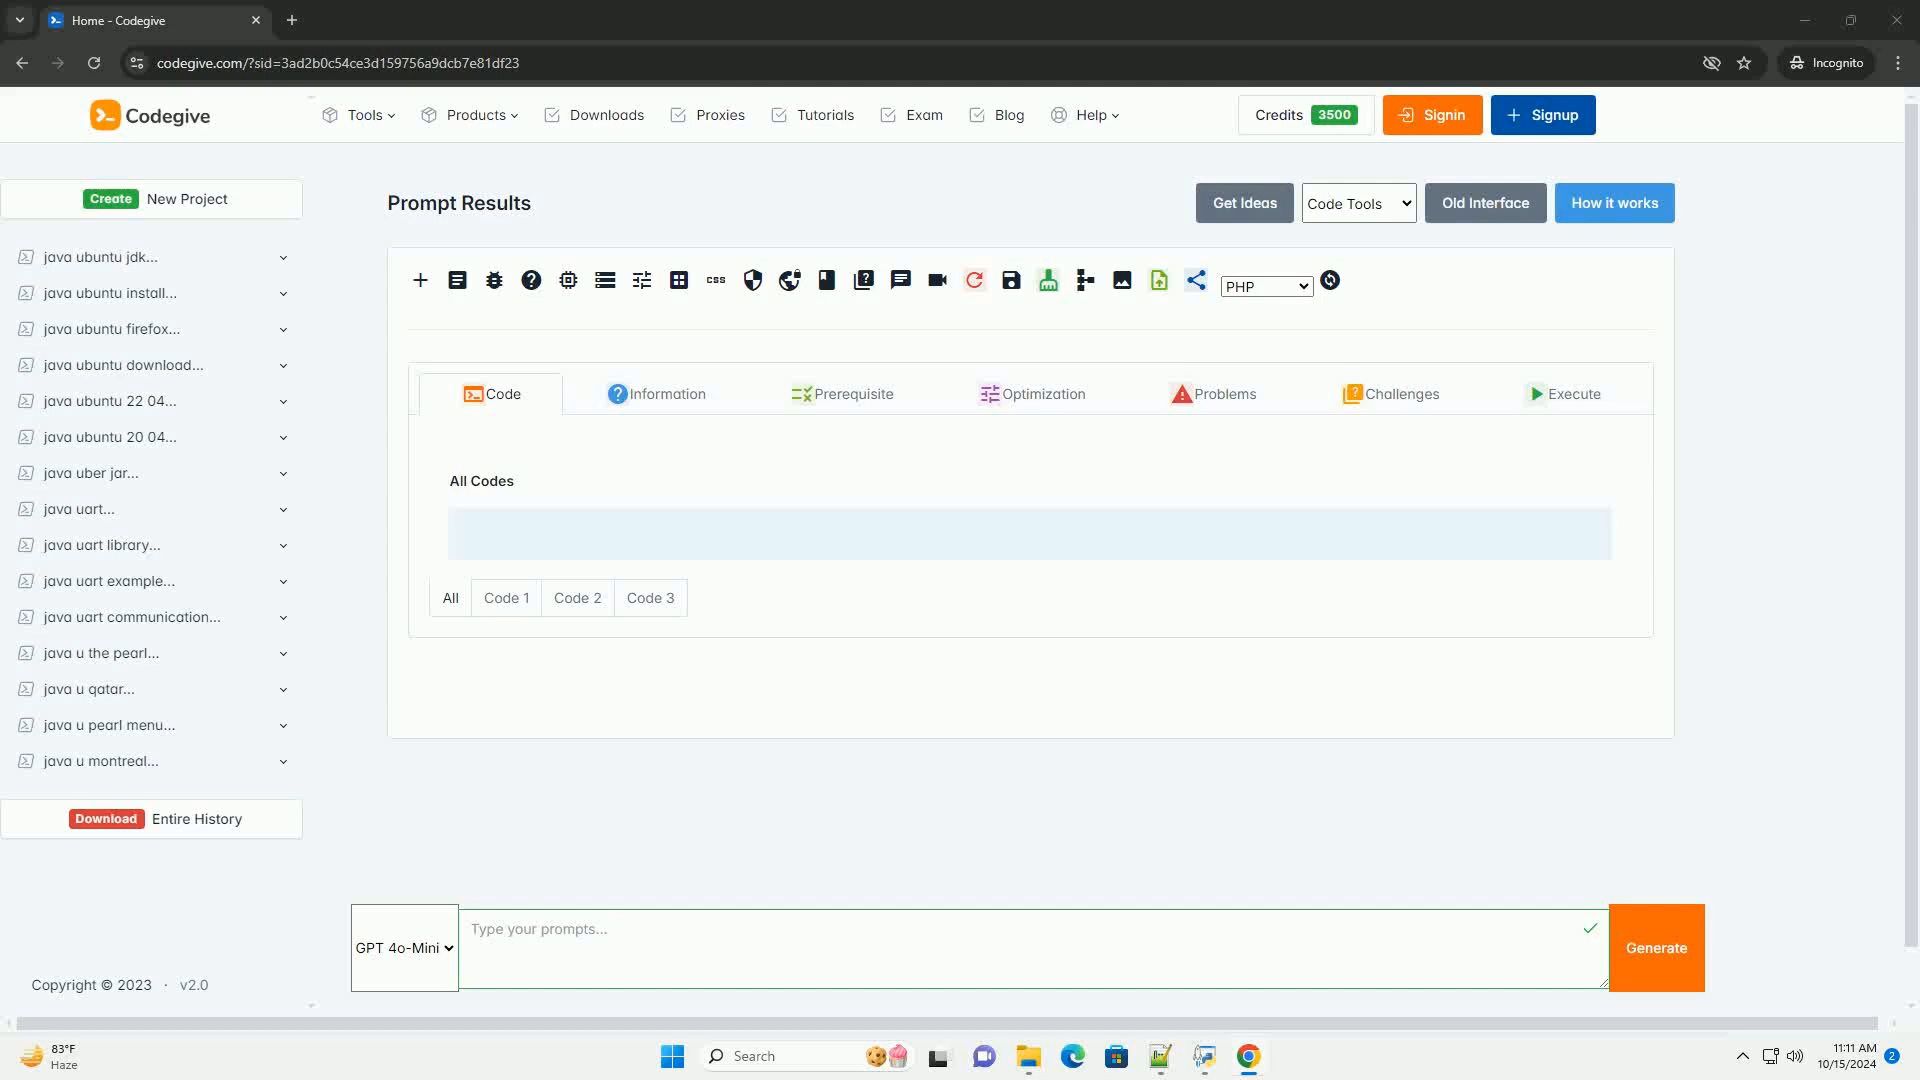 Home - Codegive
codegive.com/?sid=3ad2b0c54ce3d159756a9dcb7e81df23
Incognito
Codegive
Tools
Products
Downloads
Proxies
Tutorials
Exam
Blog
Help
Credits 3500
Signin
Signup
Create New Project
Prompt Results
Get Ideas
Code Tools
Old Interface
How it works
java ubuntu jdk...
java ubuntu install...
java ubuntu firefox...
java ubuntu download...
java ubuntu 22 04...
java ubuntu 20 04...
java uber jar...
java uart...
java uart library...
java uart example...
java uart communication...
java u the pearl...
java u qatar...
java u pearl menu...
java u montreal...
Download Entire History
Copyright © 2023 · v2.0
css
PHP
Code
Information
Prerequisite
Optimization
Problems
Challenges
Execute
All Codes
All
Code 1
Code 2
Code 3
GPT 4o-Mini
Type your prompts...
Generate
83°F
Haze
Search
11:11 AM
10/15/2024
2